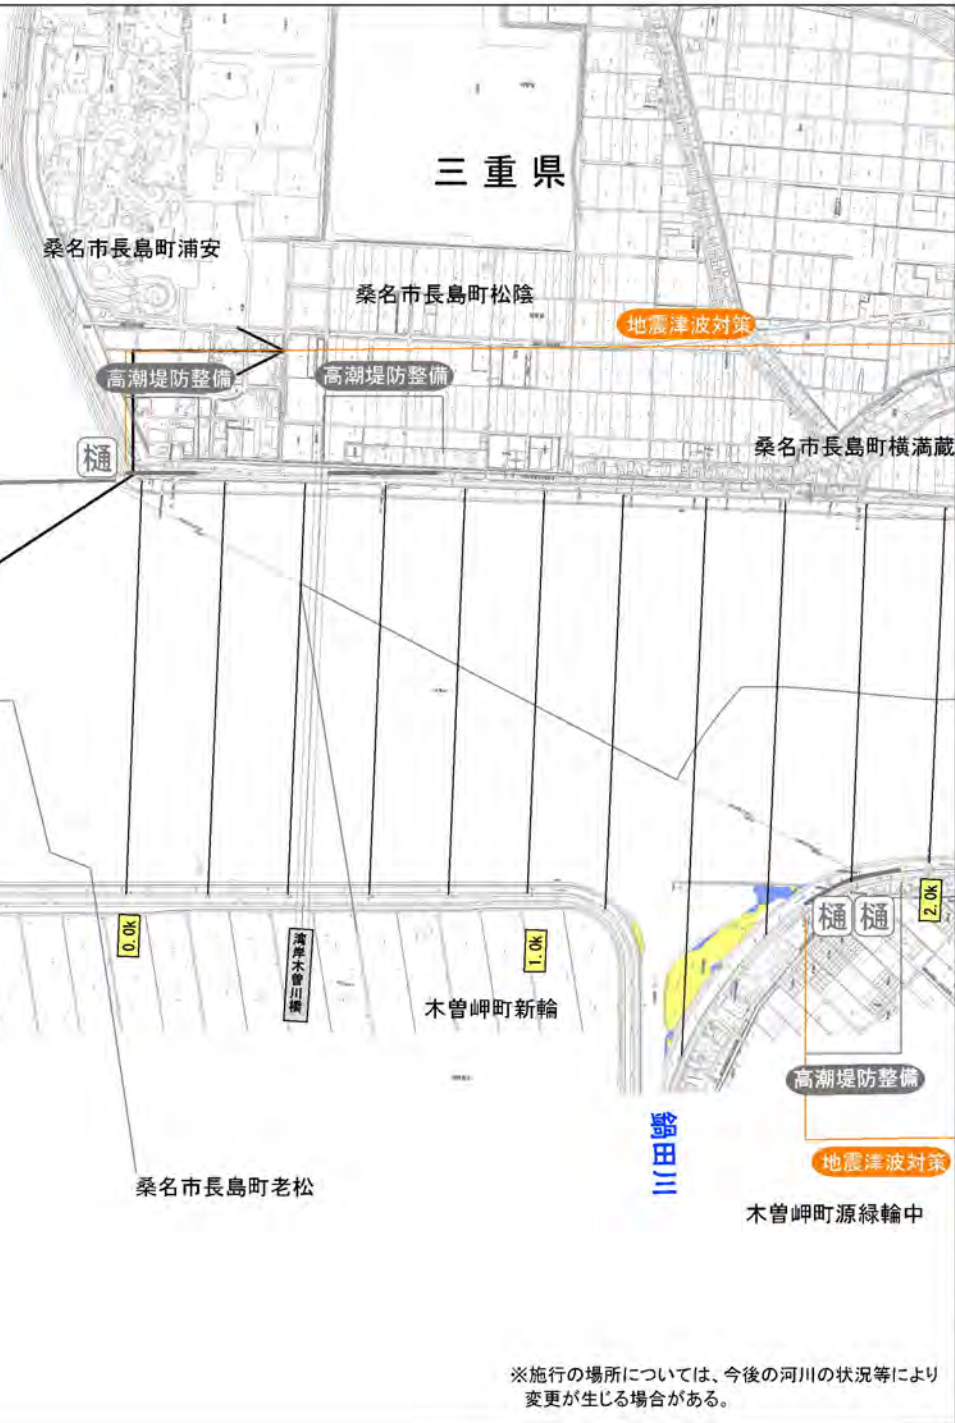 三重県
桑名市長島町浦安
桑名市長島町松陰
地震津波対策
高潮堤防整備
高潮堤防整備
桑名市長島町横満蔵
樋
0.0k
湾岸木曽川橋
1.0k
2.0k
樋 樋
木曽岬町新輪
高潮堤防整備
鍋田川
地震津波対策
桑名市長島町老松
木曽岬町源緑輪中
※施行の場所については、今後の河川の状況等により
変更が生じる場合がある。